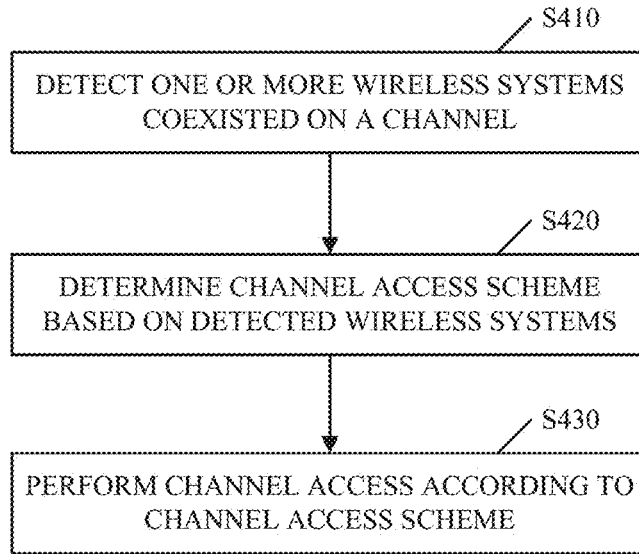 S410
DETECT ONE OR MORE WIRELESS SYSTEMS
COEXISTED ON A CHANNEL
S420
DETERMINE CHANNEL ACCESS SCHEME
BASED ON DETECTED WIRELESS SYSTEMS
S430
PERFORM CHANNEL ACCESS ACCORDING TO
CHANNEL ACCESS SCHEME